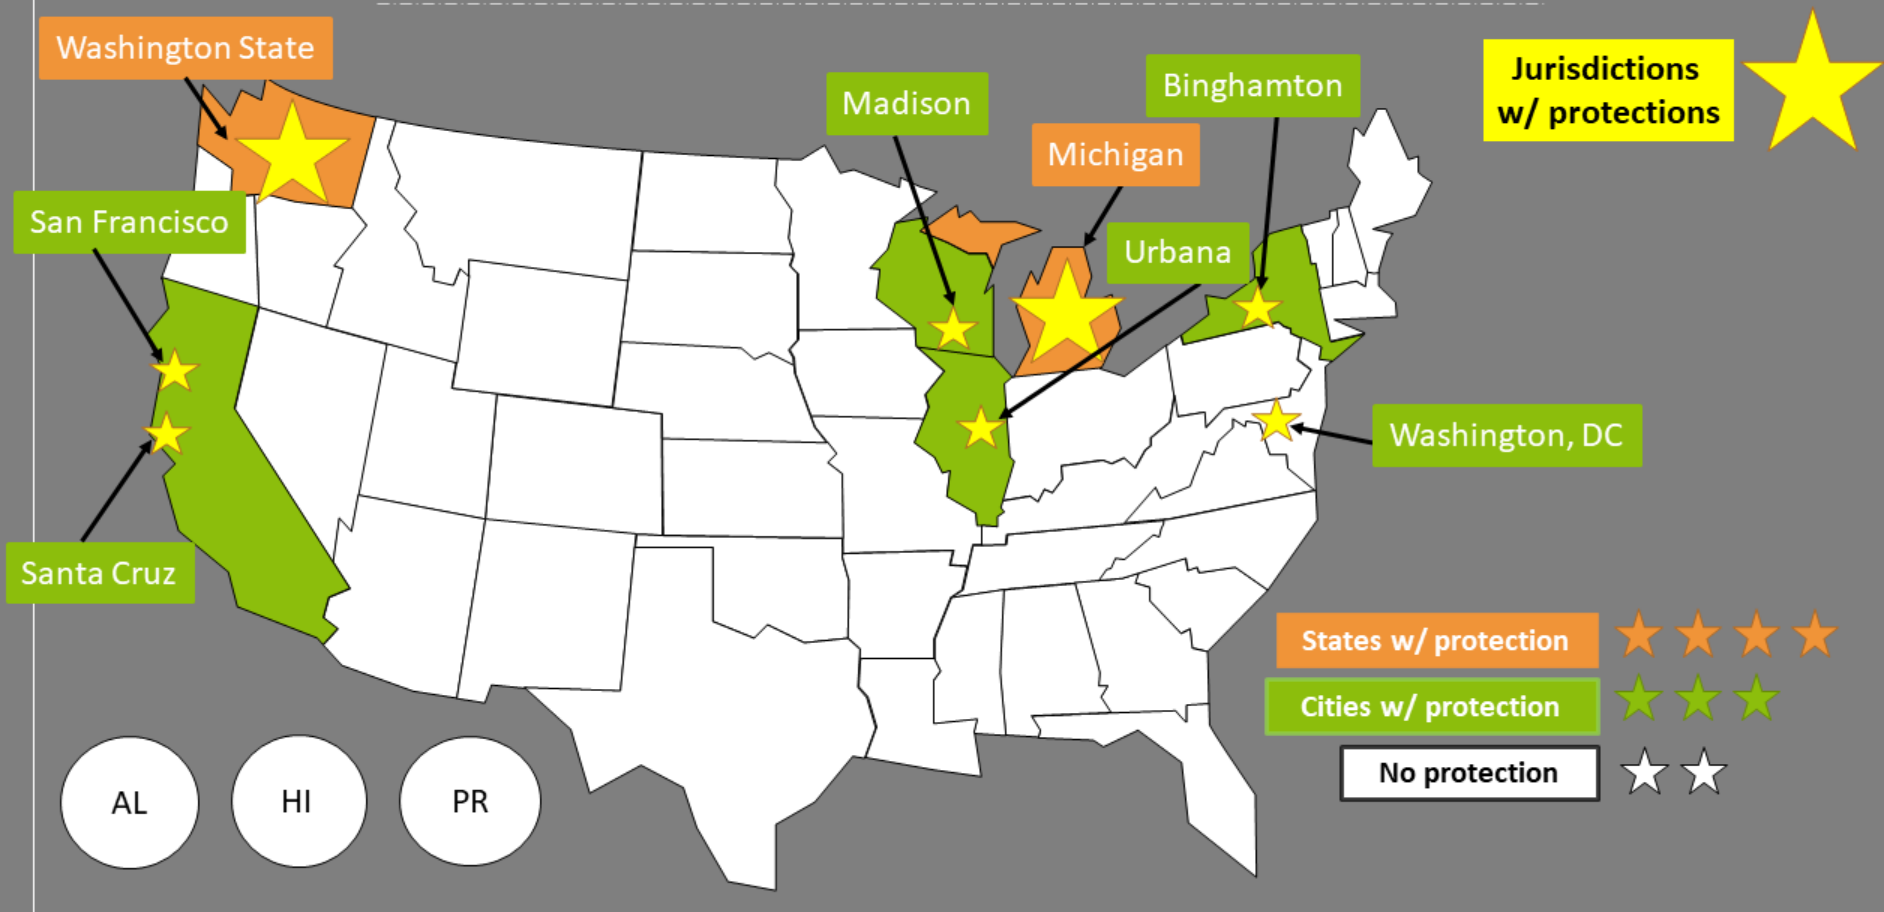 Washington State
Madison
Binghamton
Jurisdictions
w/ protections
Michigan
San Francisco
Urbana
Washington, DC
Santa Cruz
States w/ protection
Cities w/ protection
No protection
AL
HI
PR